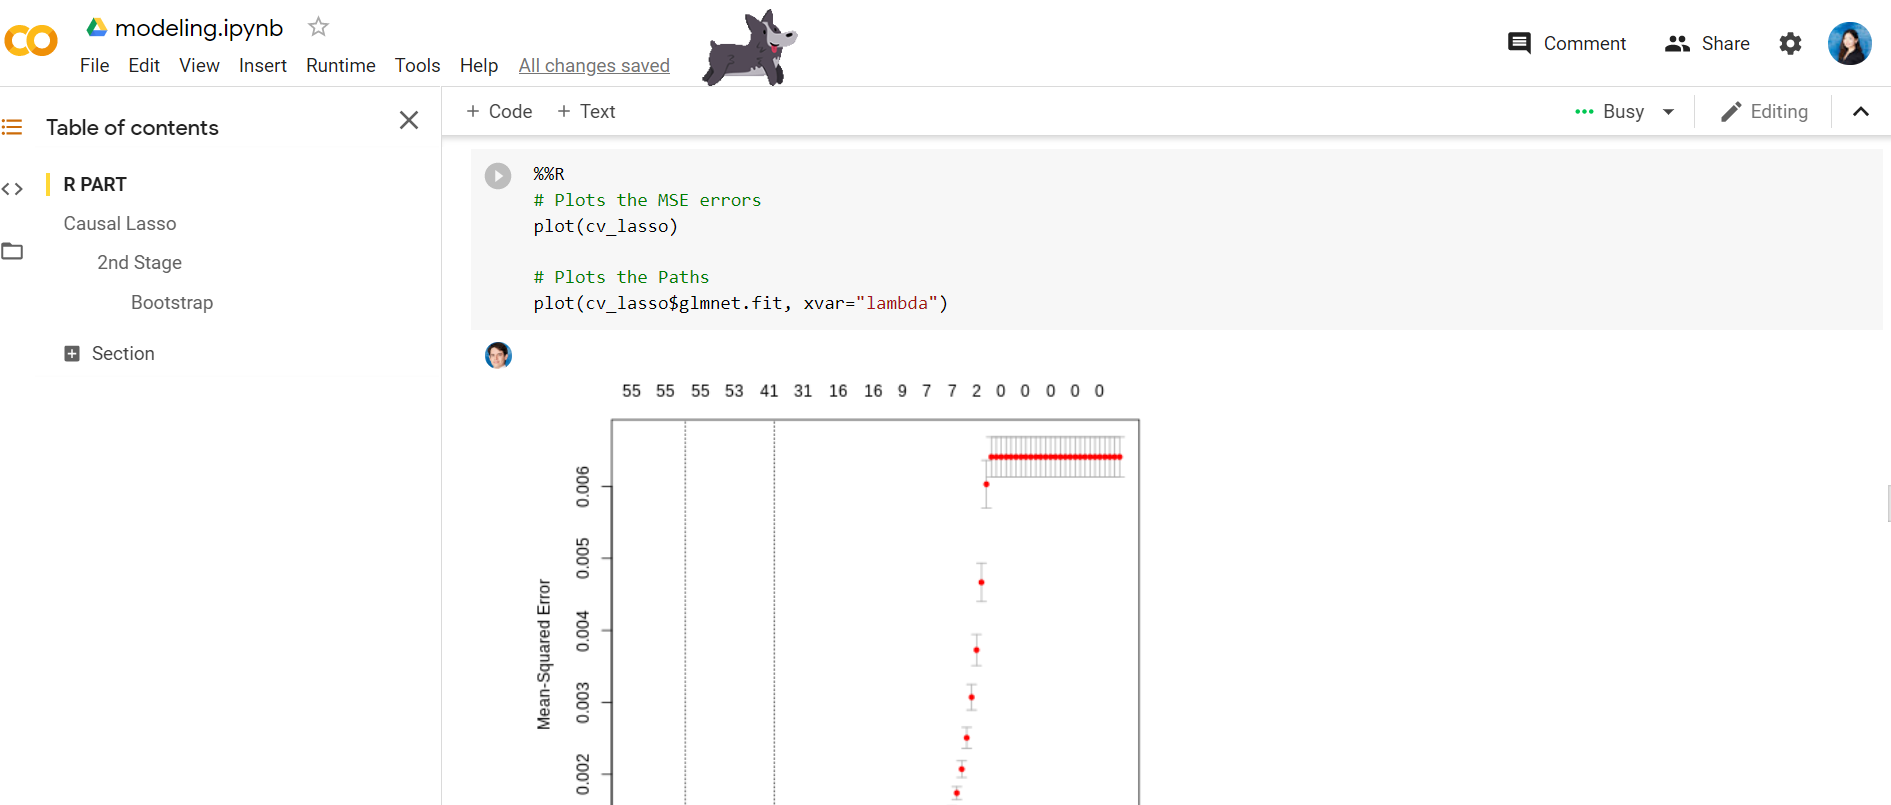 modeling.ipynb
File Edit View Insert Runtime Tools Help All changes saved
Comment Share
Table of contents
R PART
Causal Lasso
2nd Stage
Bootstrap
Section
+ Code + Text
Busy
Editing
%%R
# Plots the MSE errors
plot(cv_lasso)
# Plots the Paths
plot(cv_lasso$glmnet.fit, xvar="lambda")
55 55 55 53 41 31 16 16 9 7 7 2 0 0 0 0 0
Mean-Squared Error
0.006
0.005
0.004
0.003
0.002